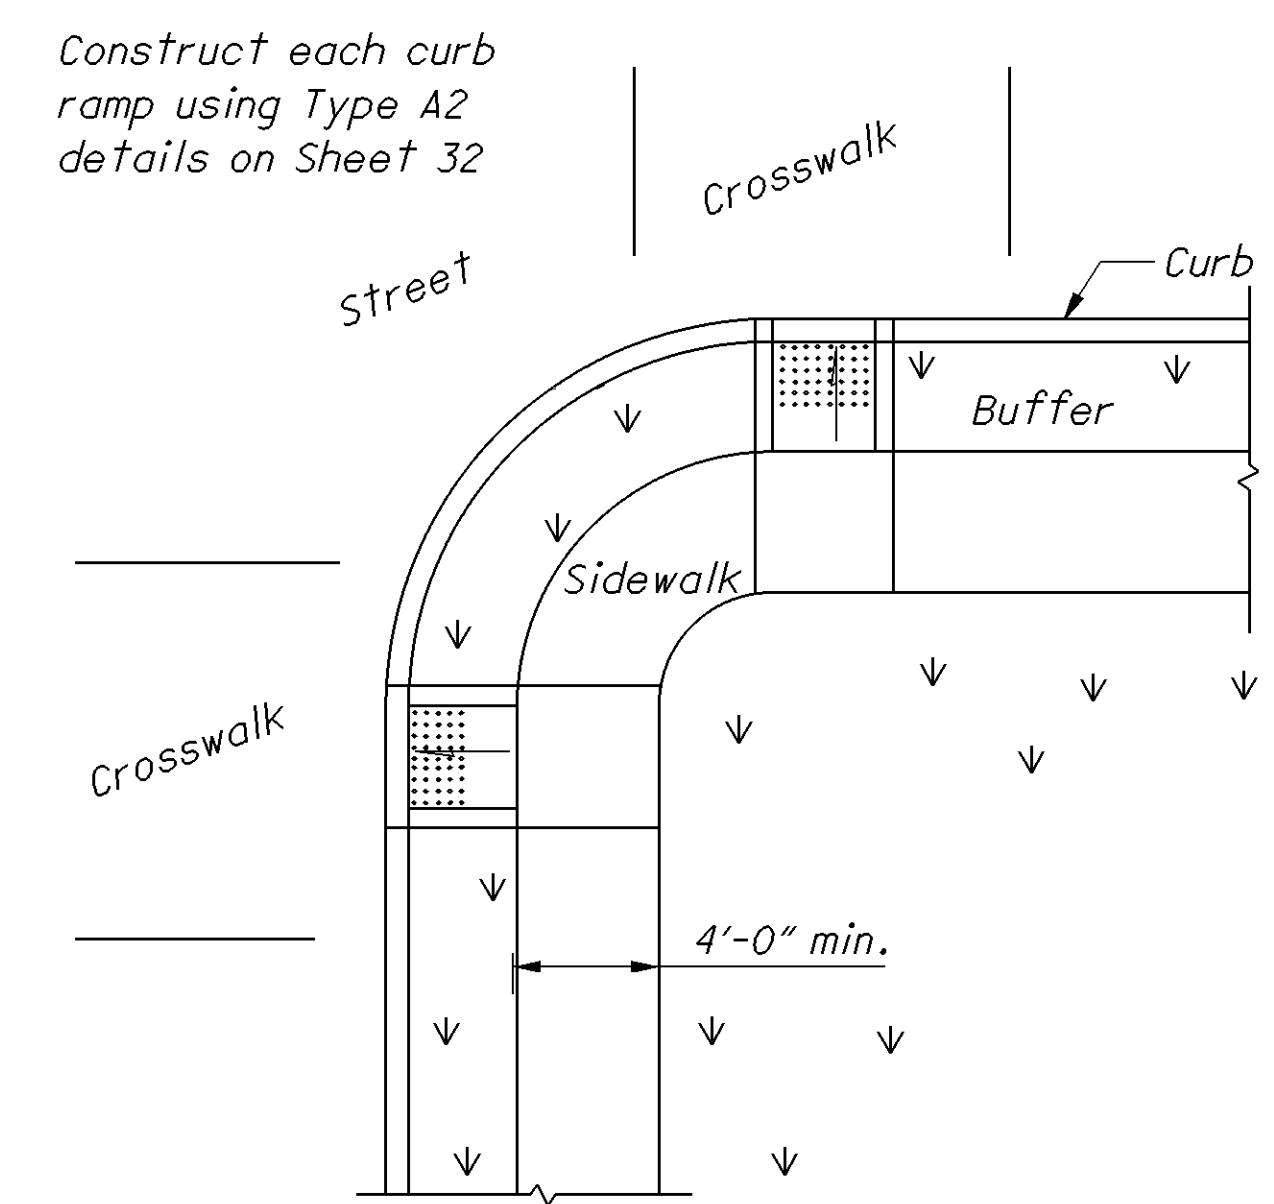 Construct each curb
ramp using Type A2
details on Sheet 32
Crosswalk
Street
Curb
Buffer
Sidewalk
Crosswalk
4'-0" min.